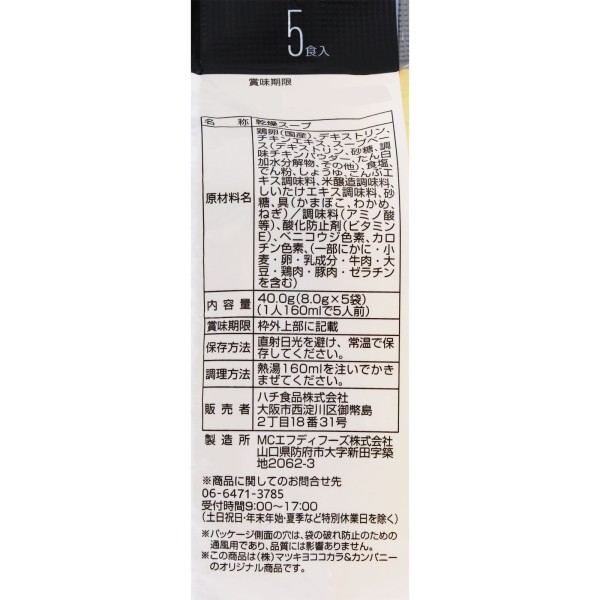 5食入
賞味期限
名称 乾燥スープ
原材料名
鶏卵(国産)、デキストリン、
チキンエキス、スープベー
ス(デキストリン、砂糖、調
味チキンパウダー、たん白
加水分解物、その他)、食塩、
でん粉、しょうゆ、こんぶエ
キス調味料、米醸造調味料、
しいたけエキス調味料、砂
糖、具(かまぼこ、わかめ、
ねぎ)/調味料(アミノ酸
等)、酸化防止剤(ビタミン
E)、ベニコウジ色素、カロ
チン色素、(一部にかに・小
麦・卵・乳成分・牛肉・大
豆・鶏肉・豚肉・ゼラチン
を含む)
内容量 40.0g(8.0g×5袋)
(1人160mlで5人前)
賞味期限 枠外上部に記載
保存方法 直射日光を避け、常温で保
存してください。
調理方法 熱湯160mlを注いでかき
まぜてください。
販売者 ハチ食品株式会社
大阪市西淀川区御幣島
2丁目18番31号
製造所 MCエフディフーズ株式会社
山口県防府市大字新田字築
地2062-3
※商品に関してのお問合せ先
06-6471-3785
受付時間9:00〜17:00
(土日祝日・年末年始・夏季など特別休業日を除く)
※パッケージ側面の穴は、袋の破れ防止のための
通風用であり、品質には影響ありません。
※この商品は(株)マツキヨココカラ&カンパニー
のオリジナル商品です。